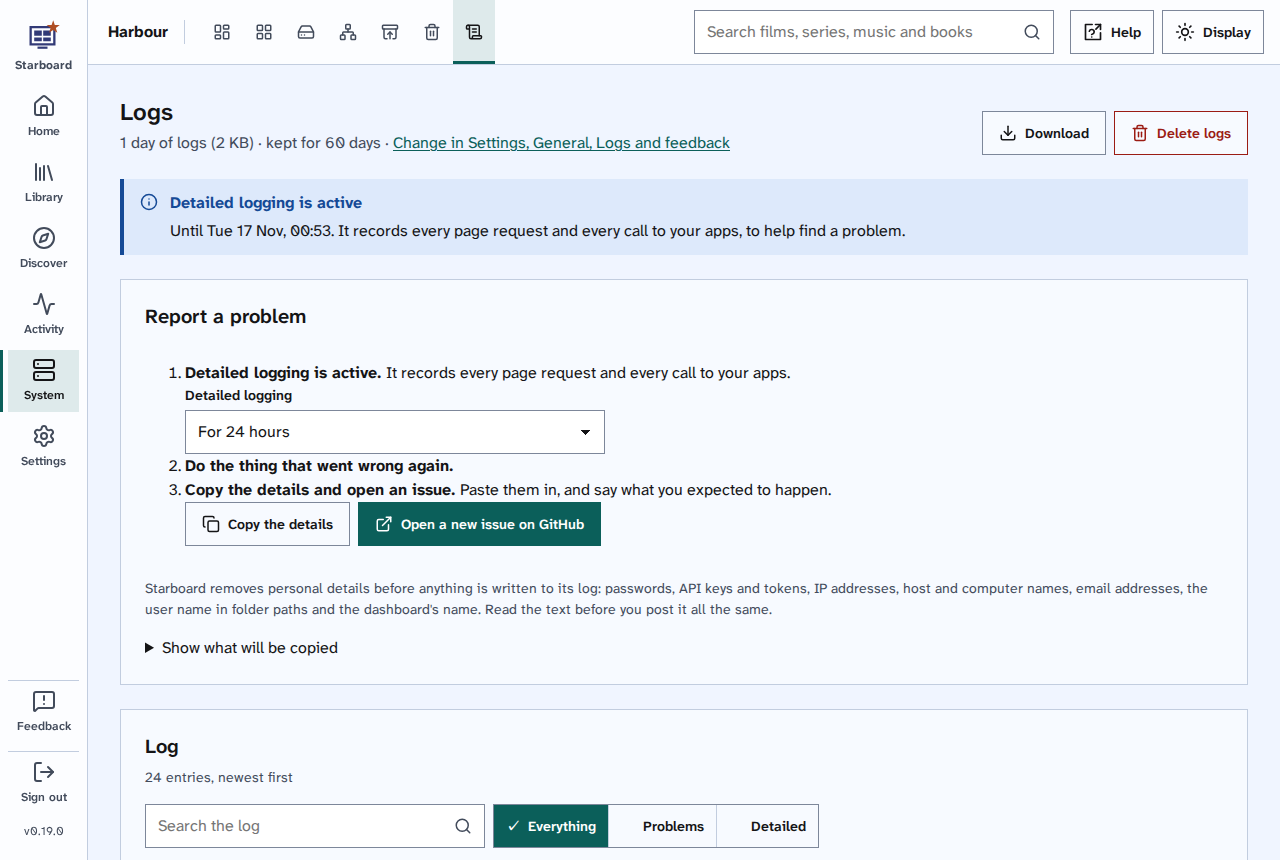 Starboard
Harbour
Search films, series, music and books
Help
Display
Home
Library
Discover
Activity
System
Settings
Feedback
Sign out
v0.19.0
Logs
1 day of logs (2 KB) · kept for 60 days · Change in Settings, General, Logs and feedback
Download
Delete logs
Detailed logging is active
Until Tue 17 Nov, 00:53. It records every page request and every call to your apps, to help find a problem.
Report a problem
1. Detailed logging is active. It records every page request and every call to your apps.
Detailed logging
For 24 hours
2. Do the thing that went wrong again.
3. Copy the details and open an issue. Paste them in, and say what you expected to happen.
Copy the details
Open a new issue on GitHub
Starboard removes personal details before anything is written to its log: passwords, API keys and tokens, IP addresses, host and computer names, email addresses, the
user name in folder paths and the dashboard's name. Read the text before you post it all the same.
Show what will be copied
Log
24 entries, newest first
Search the log
✓ Everything
Problems
Detailed